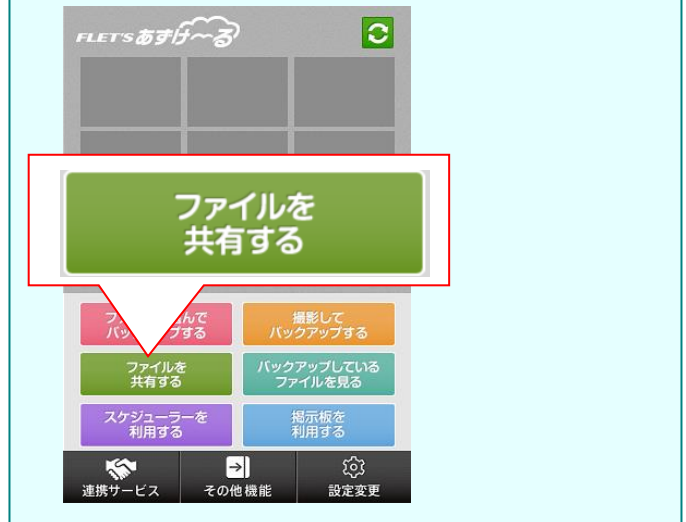 FLET'S あずけ～る
ファイルを
共有する
ファ
んで
バッ
プする
撮影して
バックアップする
ファイルを
共有する
バックアップしている
ファイルを見る
スケジューラーを
利用する
掲示板を
利用する
連携サービス
その他機能
設定変更